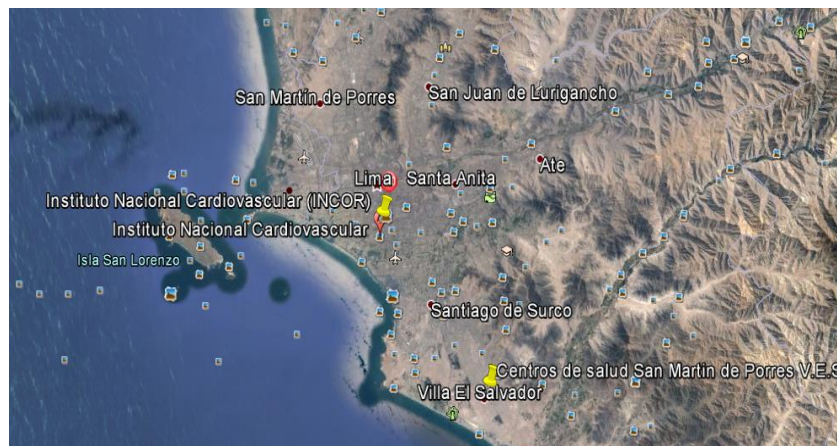 San Martín de Porres
San Juan de Lurigancho
Lima
Santa Anita
Ate
Instituto Nacional Cardiovascular (INCOR)
Instituto Nacional Cardiovascular
Isla San Lorenzo
Santiago de Surco
Centros de salud San Martin de Porres V.E.S
Villa El Salvador